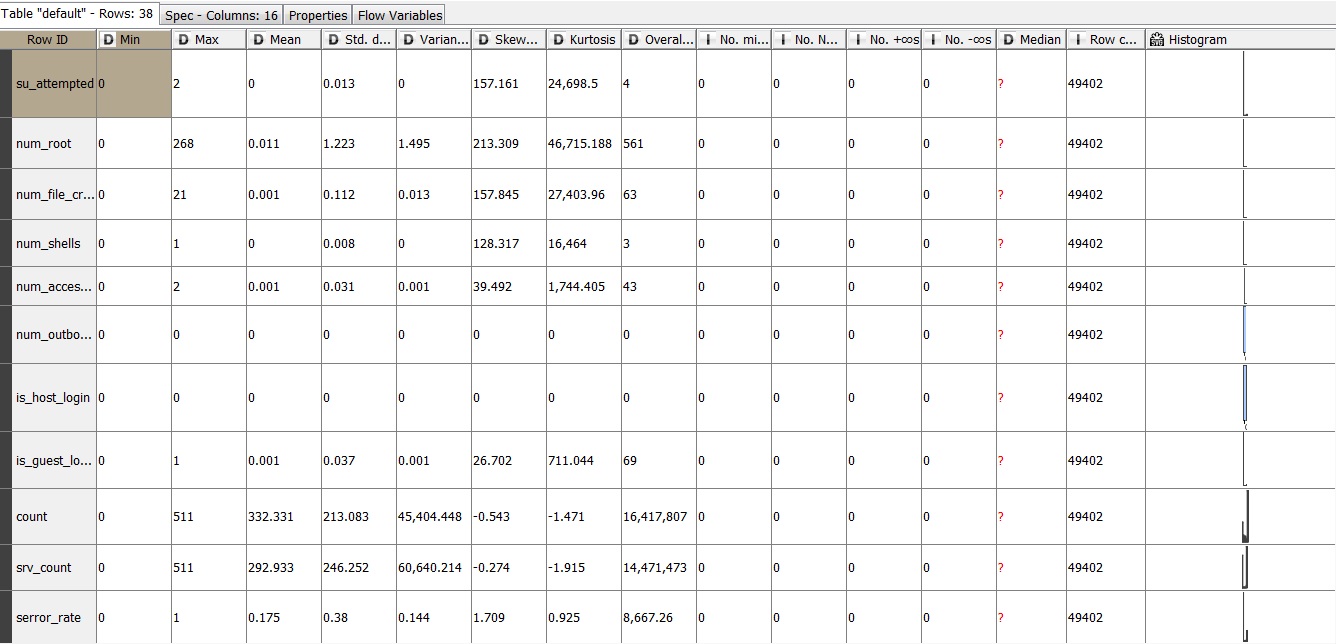 Table "default" - Rows: 38 Spec - Columns: 16 Properties Flow Variables
Row ID D Min D Max D Mean D Std. d... D Varian... D Skew... D Kurtosis D Overal... I No. mi... I No. N... I No. +∞s I No. -∞s D Median I Row c... Histogram
su_attempted 0 2 0 0.013 0 157.161 24,698.5 4 0 0 0 0 ? 49402
num_root 0 268 0.011 1.223 1.495 213.309 46,715.188 561 0 0 0 0 ? 49402
num_file_cr... 0 21 0.001 0.112 0.013 157.845 27,403.96 63 0 0 0 0 ? 49402
num_shells 0 1 0 0.008 0 128.317 16,464 3 0 0 0 0 ? 49402
num_acces... 0 2 0.001 0.031 0.001 39.492 1,744.405 43 0 0 0 0 ? 49402
num_outbo... 0 0 0 0 0 0 0 0 0 0 0 0 ? 49402
is_host_login 0 0 0 0 0 0 0 0 0 0 0 0 ? 49402
is_guest_lo... 0 1 0.001 0.037 0.001 26.702 711.044 69 0 0 0 0 ? 49402
count 0 511 332.331 213.083 45,404.448 -0.543 -1.471 16,417,807 0 0 0 0 ? 49402
srv_count 0 511 292.933 246.252 60,640.214 -0.274 -1.915 14,471,473 0 0 0 0 ? 49402
serror_rate 0 1 0.175 0.38 0.144 1.709 0.925 8,667.26 0 0 0 0 ? 49402